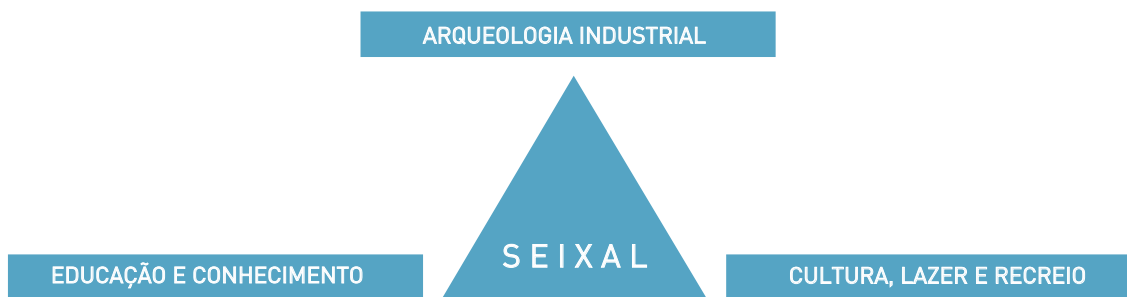 ARQUEOLOGIA INDUSTRIAL
SEIXAL
EDUCAÇÃO E CONHECIMENTO
CULTURA, LAZER E RECREIO